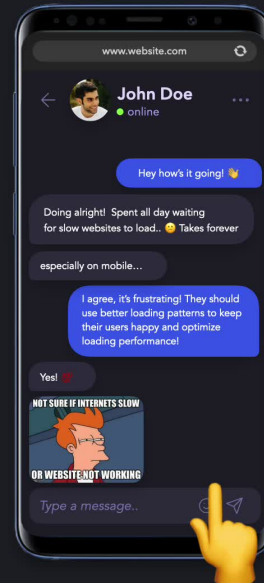 www.website.com
John Doe
online
Hey how's it going! 👋
Doing alright! Spent all day waiting
for slow websites to load.. 🙁 Takes forever
especially on mobile...
I agree, it's frustrating! They should
use better loading patterns to keep
their users happy and optimize
loading performance!
Yes! 💯
NOT SURE IF INTERNETS SLOW
OR WEBSITE NOT WORKING
Type a message..